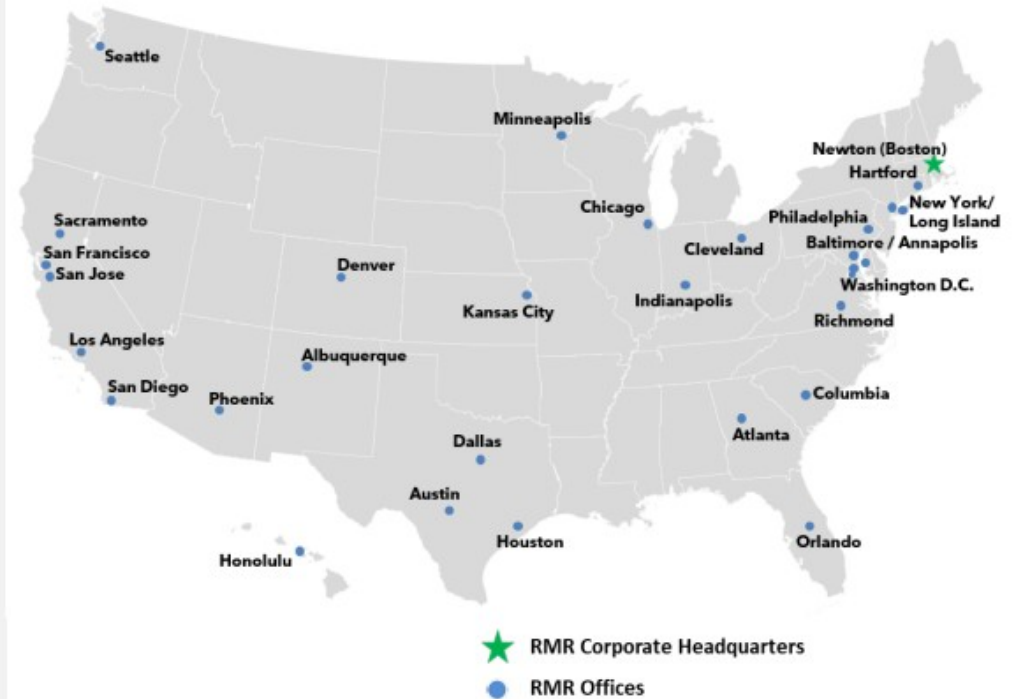 Seattle
Minneapolis
Newton (Boston)
Hartford
New York/
Long Island
Chicago
Philadelphia
Sacramento
Cleveland
Baltimore / Annapolis
San Francisco
San Jose
Denver
Washington D.C.
Kansas City
Indianapolis
Richmond
Los Angeles
Albuquerque
San Diego
Phoenix
Columbia
Atlanta
Dallas
Austin
Houston
Orlando
Honolulu
RMR Corporate Headquarters
RMR Offices